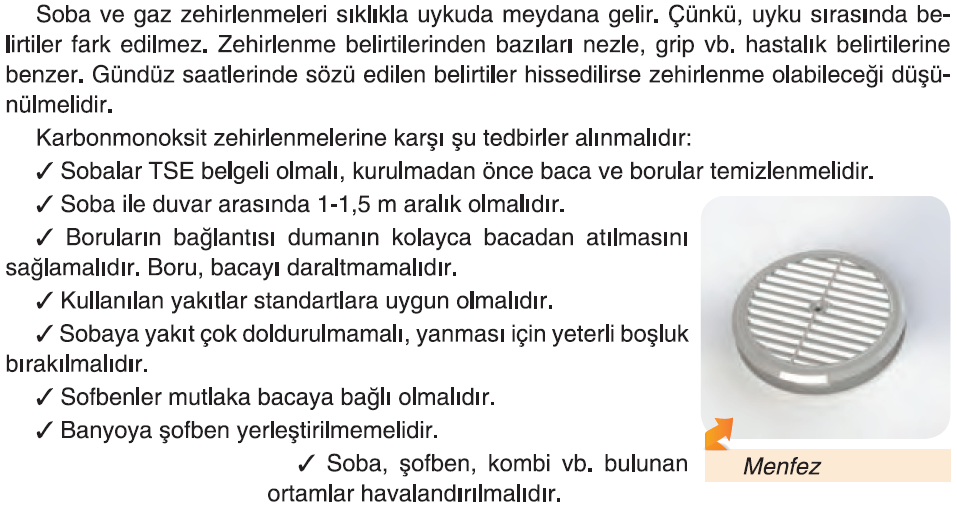 Soba ve gaz zehirlenmeleri sıklıkla uykuda meydana gelir. Çünkü, uyku sırasında be-
lirtiler fark edilmez. Zehirlenme belirtilerinden bazıları nezle, grip vb. hastalık belirtilerine
benzer. Gündüz saatlerinde sözü edilen belirtiler hissedilirse zehirlenme olabileceği düşü-
nülmelidir.
Karbonmonoksit zehirlenmelerine karşı şu tedbirler alınmalıdır:
✓ Sobalar TSE belgeli olmalı, kurulmadan önce baca ve borular temizlenmelidir.
✓ Soba ile duvar arasında 1-1,5 m aralık olmalıdır.
✓ Boruların bağlantısı dumanın kolayca bacadan atılmasını
sağlamalıdır. Boru, bacayı daraltmamalıdır.
✓ Kullanılan yakıtlar standartlara uygun olmalıdır.
✓ Sobaya yakıt çok doldurulmamalı, yanması için yeterli boşluk
bırakılmalıdır.
✓ Sofbenler mutlaka bacaya bağlı olmalıdır.
✓ Banyoya şofben yerleştirilmemelidir.
✓ Soba, şofben, kombi vb. bulunan
ortamlar havalandırılmalıdır.
Menfez